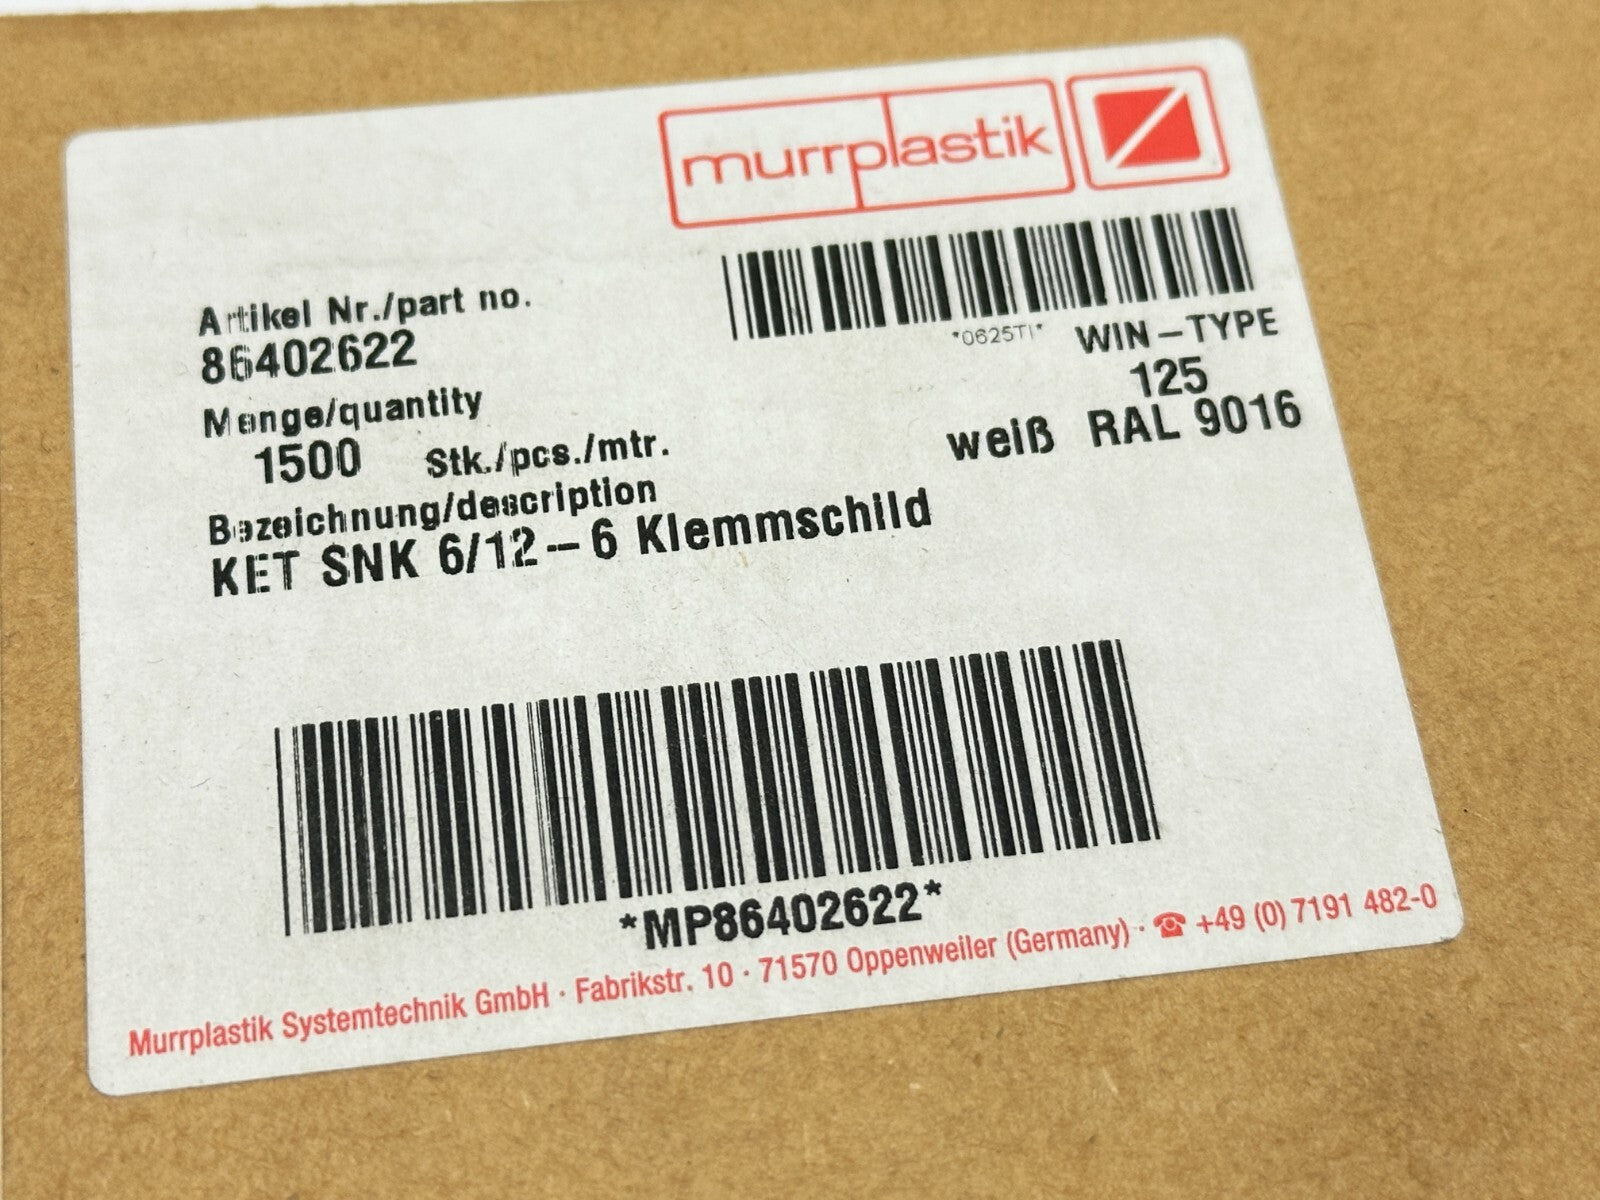 murrplastik
*0625TI*
Artikel Nr./part no.
86402622
WIN-TYPE
125
Menge/quantity
1500 Stk./pcs./mtr.
weiß RAL 9016
Bezeichnung/description
KET SNK 6/12-6 Klemmschild
*MP86402622*
Murrplastik Systemtechnik GmbH · Fabrikstr. 10 · 71570 Oppenweiler (Germany) · ☎ +49 (0) 7191 482-0